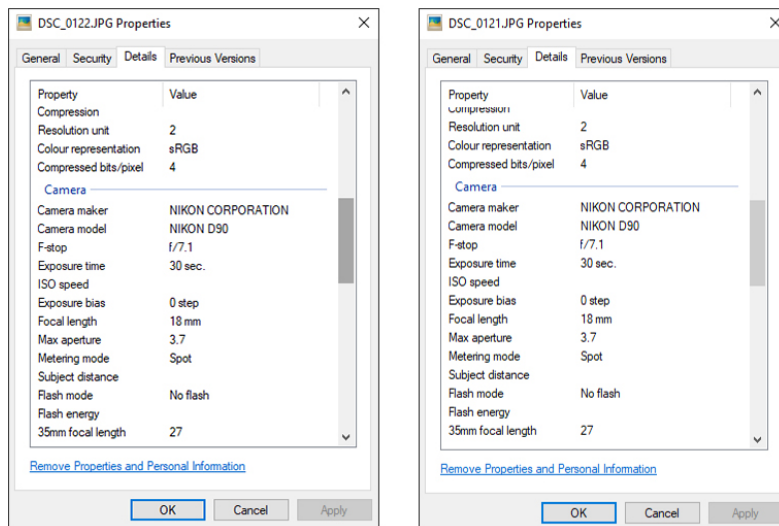 DSC_0122.JPG Properties
General Security Details Previous Versions
Property Value
Compression
Resolution unit 2
Colour representation sRGB
Compressed bits/pixel 4
Camera
Camera maker NIKON CORPORATION
Camera model NIKON D90
F-stop f/7.1
Exposure time 30 sec.
ISO speed
Exposure bias 0 step
Focal length 18 mm
Max aperture 3.7
Metering mode Spot
Subject distance
Flash mode No flash
Flash energy
35mm focal length 27
Remove Properties and Personal Information
OK Cancel Apply
DSC_0121.JPG Properties
General Security Details Previous Versions
Property Value
Compression
Resolution unit 2
Colour representation sRGB
Compressed bits/pixel 4
Camera
Camera maker NIKON CORPORATION
Camera model NIKON D90
F-stop f/7.1
Exposure time 30 sec.
ISO speed
Exposure bias 0 step
Focal length 18 mm
Max aperture 3.7
Metering mode Spot
Subject distance
Flash mode No flash
Flash energy
35mm focal length 27
Remove Properties and Personal Information
OK Cancel Apply